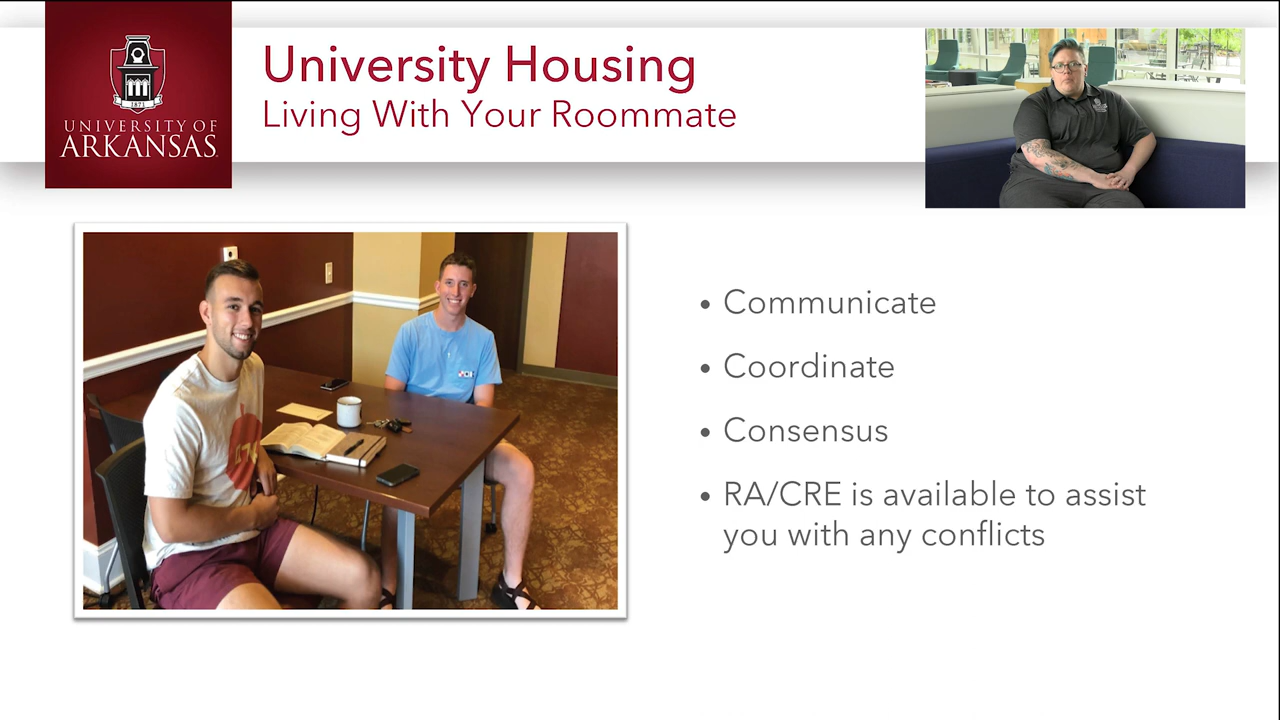 UNIVERSITY OF
ARKANSAS
1871
University Housing
Living With Your Roommate
• Communicate
• Coordinate
• Consensus
• RA/CRE is available to assist
you with any conflicts